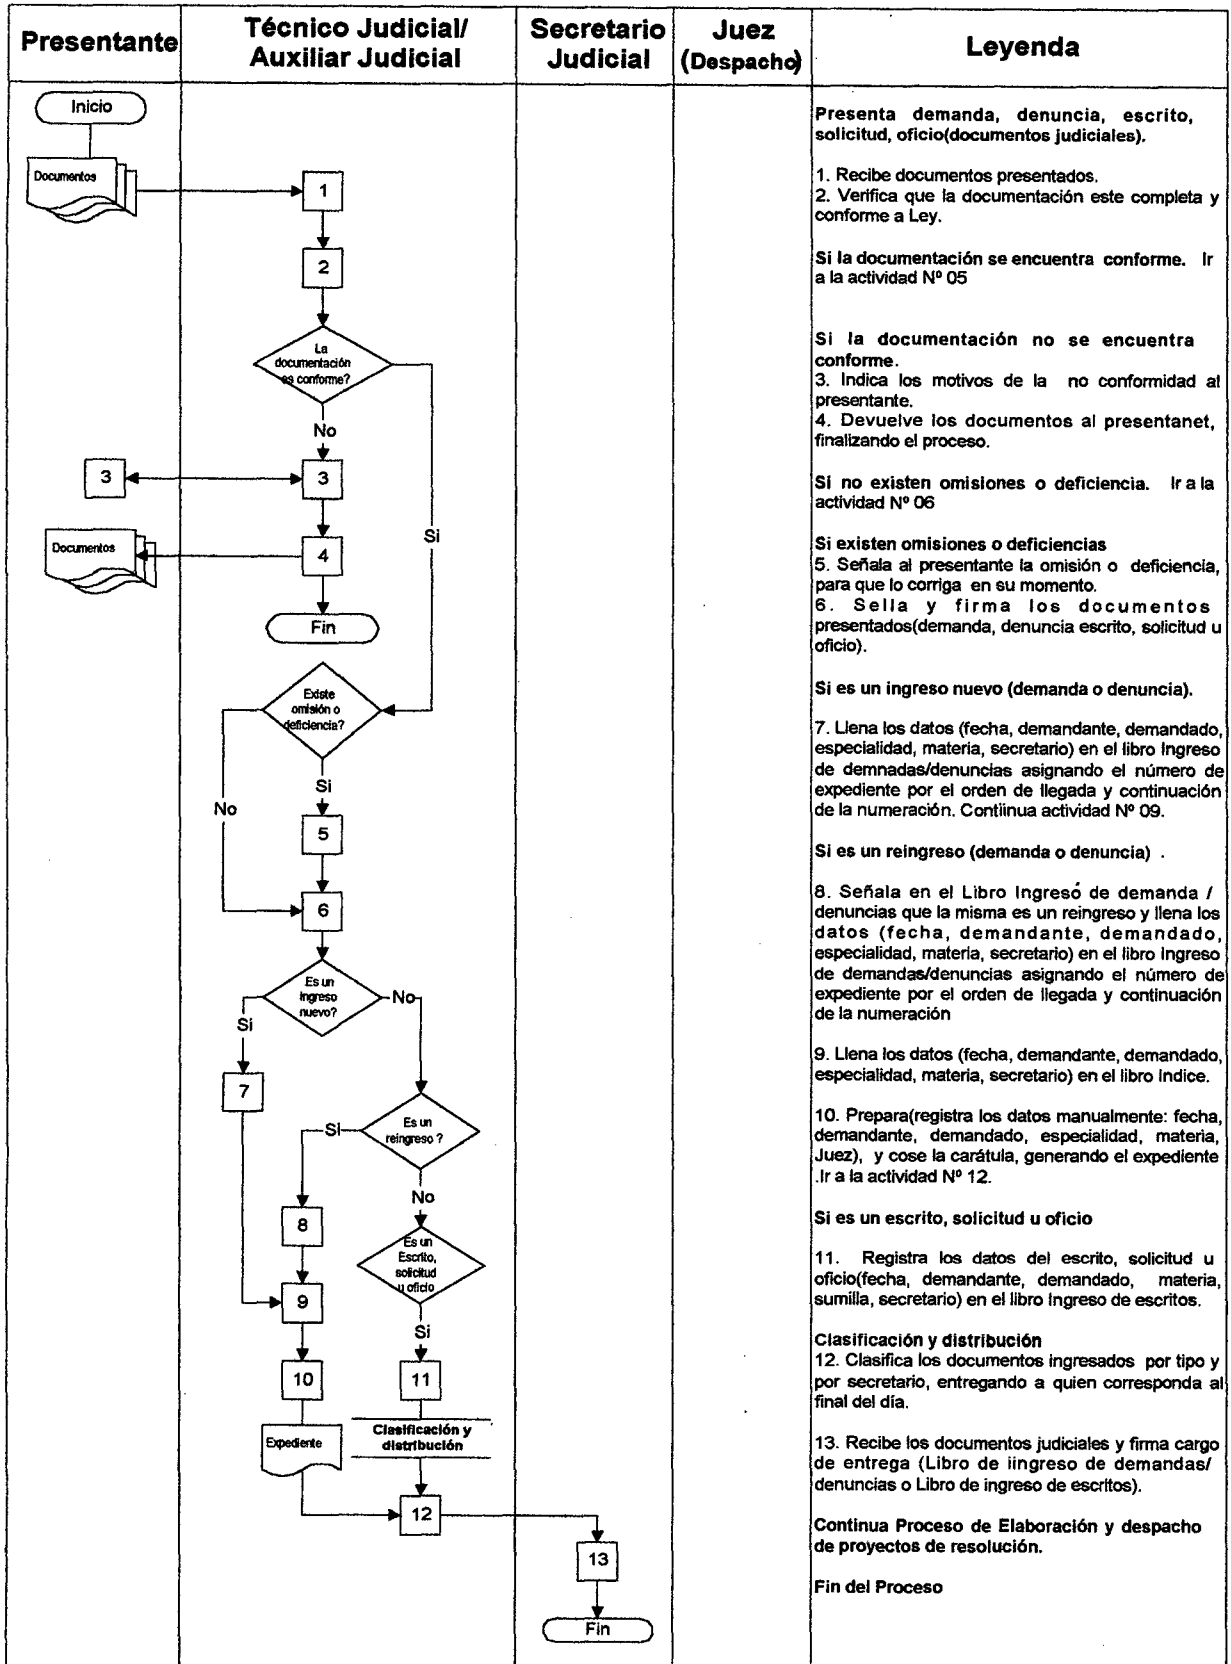 Presentante
Técnico Judicial/
Auxiliar Judicial
Secretario
Judicial
Juez
(Despacho)
Leyenda
Inicio
Documentos
1
2
La
documentación
es conforme?
No
Si
3
3
Documentos
4
Fin
Existe
omisión o
deficiencia?
Si
No
5
6
Es un
Ingreso
nuevo?
Si
No
7
Es un
reingreso ?
Si
No
8
Es un
Escrito,
solicitud
u oficio
9
Si
10
11
Expediente
Clasificación y
distribución
12
13
Fin
Presenta demanda, denuncia, escrito,
solicitud, oficio(documentos judiciales).
1. Recibe documentos presentados.
2. Verifica que la documentación este completa y
conforme a Ley.
Si la documentación se encuentra conforme. Ir
a la actividad Nº 05
Si la documentación no se encuentra
conforme.
3. Indica los motivos de la no conformidad al
presentante.
4. Devuelve los documentos al presentanet,
finalizando el proceso.
Si no existen omisiones o deficiencia. Ir a la
actividad Nº 06
Si existen omisiones o deficiencias
5. Señala al presentante la omisión o deficiencia,
para que lo corriga en su momento.
6. Sella y firma los documentos
presentados(demanda, denuncia escrito, solicitud u
oficio).
Si es un ingreso nuevo (demanda o denuncia).
7. Llena los datos (fecha, demandante, demandado,
especialidad, materia, secretario) en el libro Ingreso
de demnadas/denuncias asignando el número de
expediente por el orden de llegada y continuación
de la numeración. Contiinua actividad Nº 09.
Si es un reingreso (demanda o denuncia) .
8. Señala en el Libro Ingresó de demanda /
denuncias que la misma es un reingreso y llena los
datos (fecha, demandante, demandado,
especialidad, materia, secretario) en el libro Ingreso
de demandas/denuncias asignando el número de
expediente por el orden de llegada y continuación
de la numeración
9. Llena los datos (fecha, demandante, demandado,
especialidad, materia, secretario) en el libro Indice.
10. Prepara(registra los datos manualmente: fecha,
demandante, demandado, especialidad, materia,
Juez), y cose la carátula, generando el expediente
.Ir a la actividad Nº 12.
Si es un escrito, solicitud u oficio
11. Registra los datos del escrito, solicitud u
oficio(fecha, demandante, demandado, materia,
sumilla, secretario) en el libro Ingreso de escritos.
Clasificación y distribución
12. Clasifica los documentos ingresados por tipo y
por secretario, entregando a quien corresponda al
final del día.
13. Recibe los documentos judiciales y firma cargo
de entrega (Libro de iingreso de demandas/
denuncias o Libro de ingreso de escritos).
Continua Proceso de Elaboración y despacho
de proyectos de resolución.
Fin del Proceso